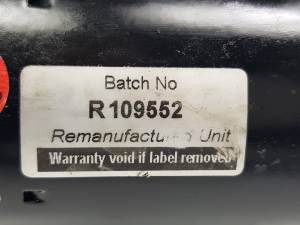 Batch No
R 109552
Remanufactured Unit
Warranty void if label removed